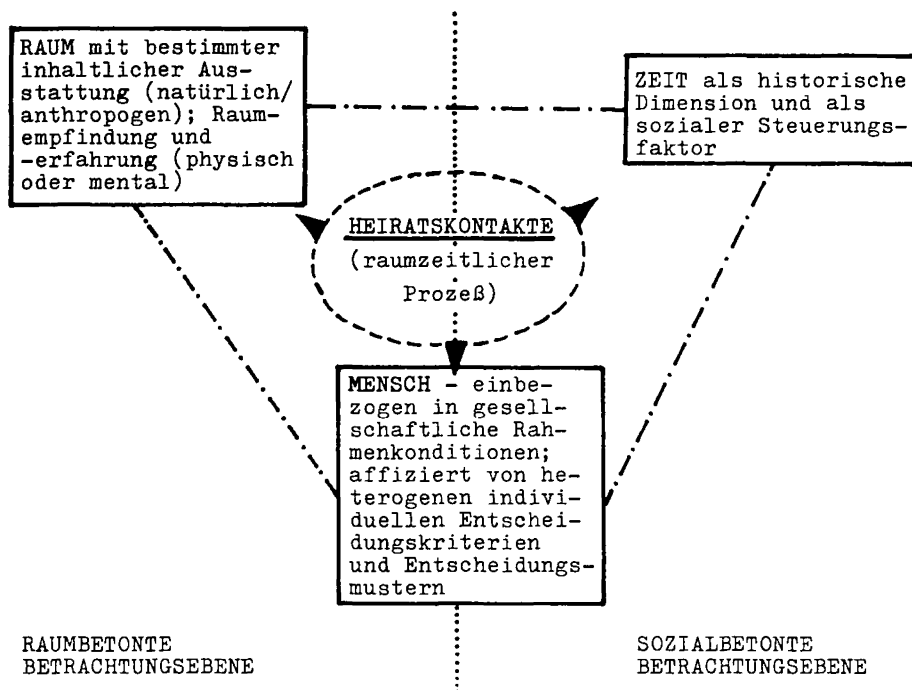 RAUM mit bestimmter
inhaltlicher Aus-
stattung (natürlich/
anthropogen); Raum-
empfindung und
-erfahrung (physisch
oder mental)
ZEIT als historische
Dimension und als
sozialer Steuerungs-
faktor
HEIRATSKONTAKTE
(raumzeitlicher
Prozeß)
MENSCH - einbe-
zogen in gesell-
schaftliche Rah-
menkonditionen;
affiziert von he-
terogenen indivi-
duellen Entschei-
dungskriterien
und Entscheidungs-
mustern
RAUMBETONTE
BETRACHTUNGSEBENE
SOZIALBETONTE
BETRACHTUNGSEBENE